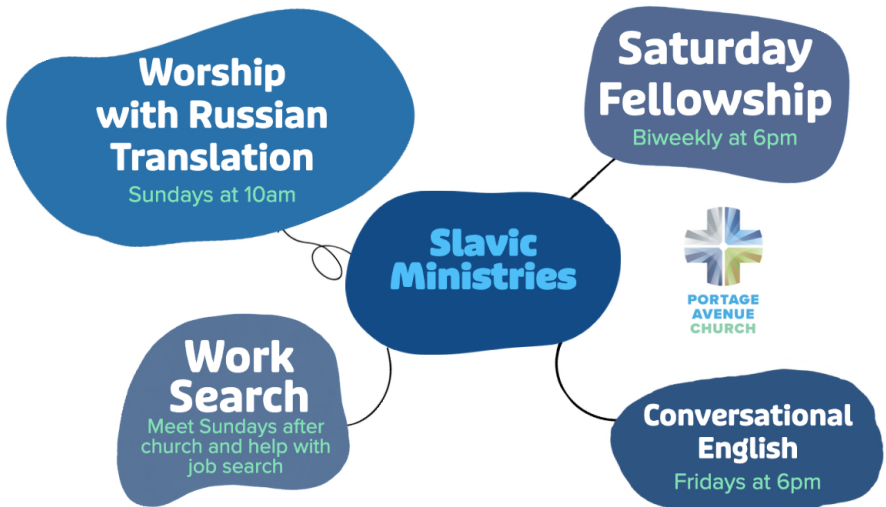 Worship
with Russian
Translation
Sundays at 10am
Saturday
Fellowship
Biweekly at 6pm
Slavic
Ministries
PORTAGE
AVENUE
CHURCH
Work
Search
Meet Sundays after
church and help with
job search
Conversational
English
Fridays at 6pm